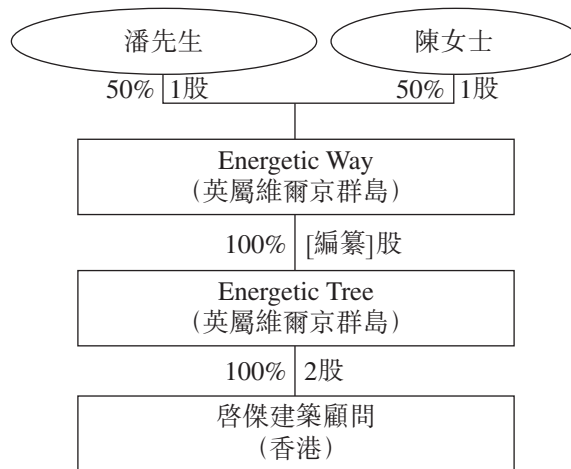 潘先生 陳女士
50% 1股 50% 1股
Energetic Way
(英屬維爾京群島)
100% [編纂]股
Energetic Tree
(英屬維爾京群島)
100% 2股
啓傑建築顧問
(香港)